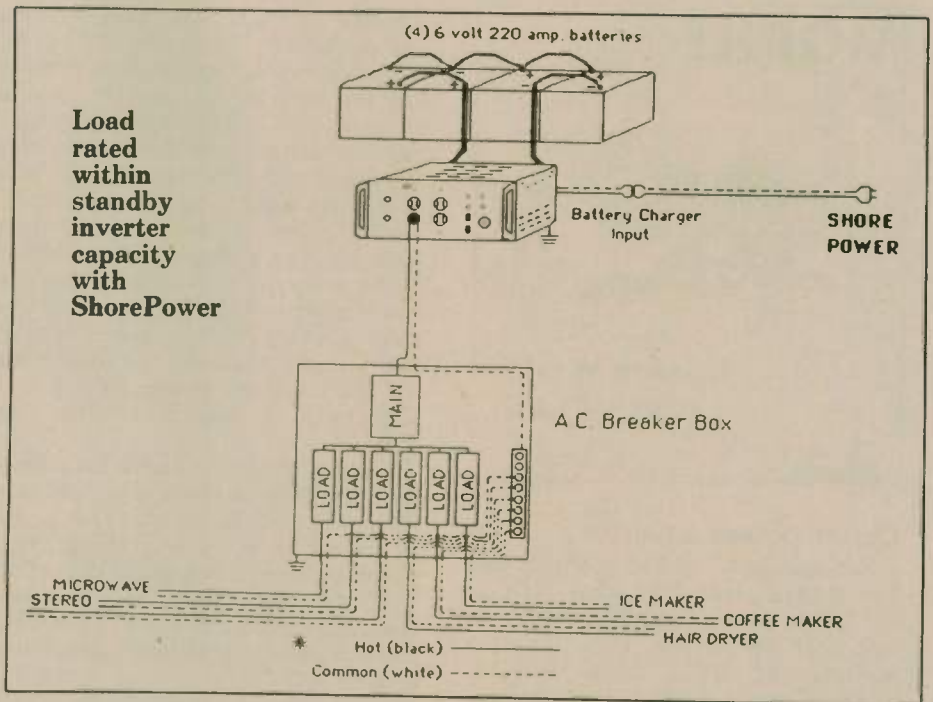 (4) 6 volt 220 amp. batteries
Load
rated
within
standby
inverter
capacity
with
ShorePower
Battery Charger
Input
SHORE
POWER
MAIN
A.C. Breaker Box
LOAD
LOAD
LOAD
LOAD
LOAD
LOAD
MICROWAVE
STEREO
ICE MAKER
COFFEE MAKER
HAIR DRYER
* Hot (black)
Common (white)